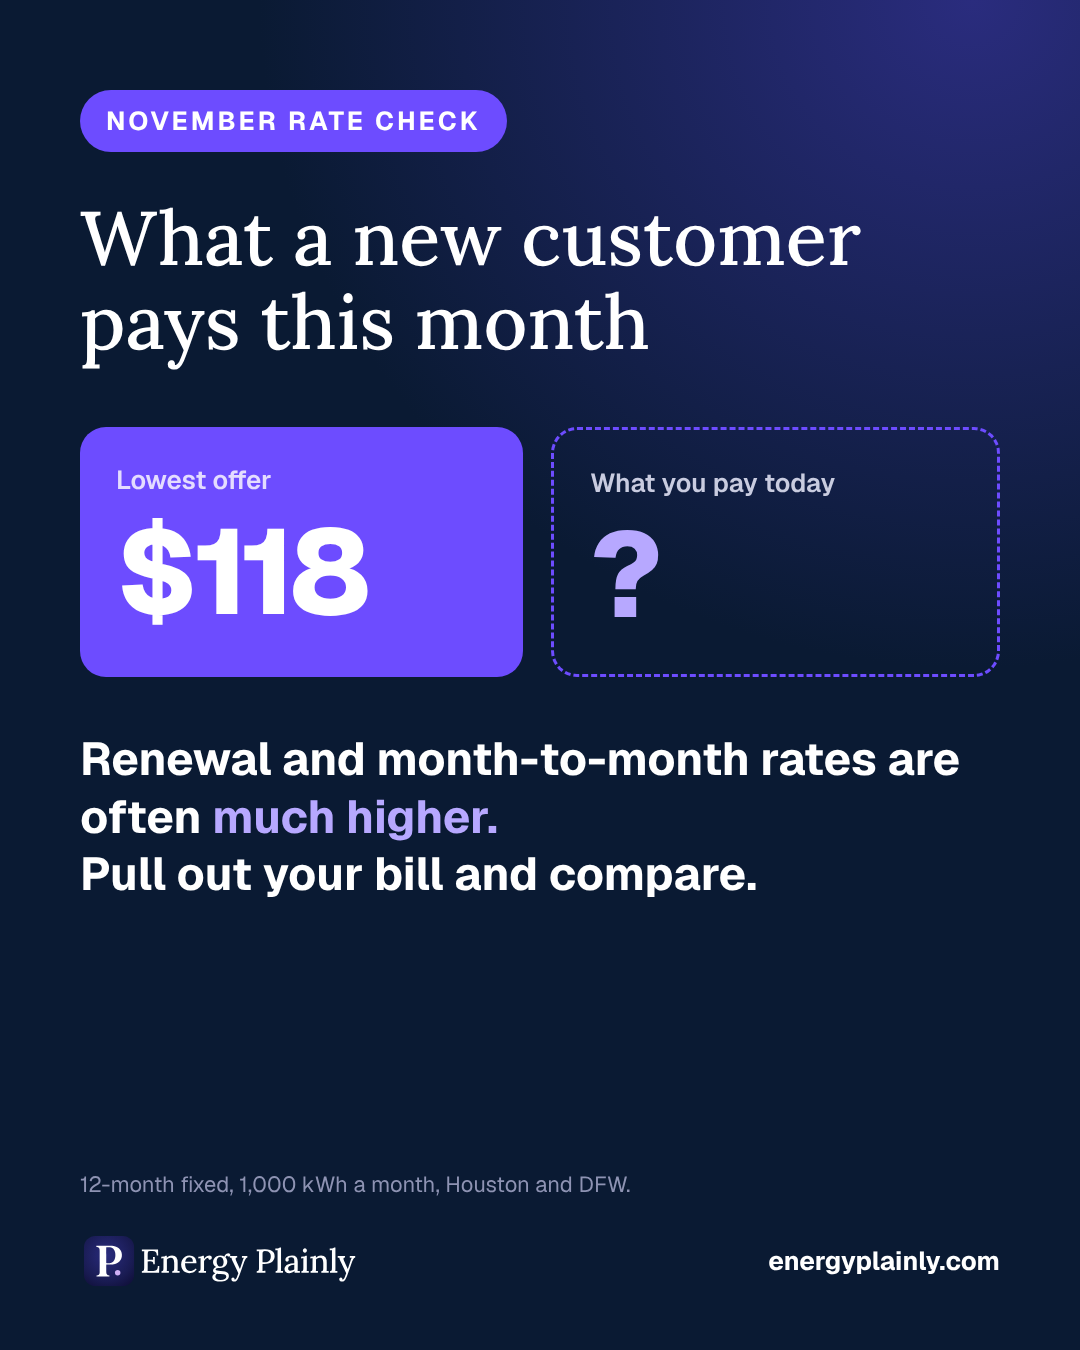 NOVEMBER RATE CHECK
What a new customer
pays this month
Lowest offer
$118
What you pay today
?
Renewal and month-to-month rates are
often much higher.
Pull out your bill and compare.
12-month fixed, 1,000 kWh a month, Houston and DFW.
P. Energy Plainly
energyplainly.com